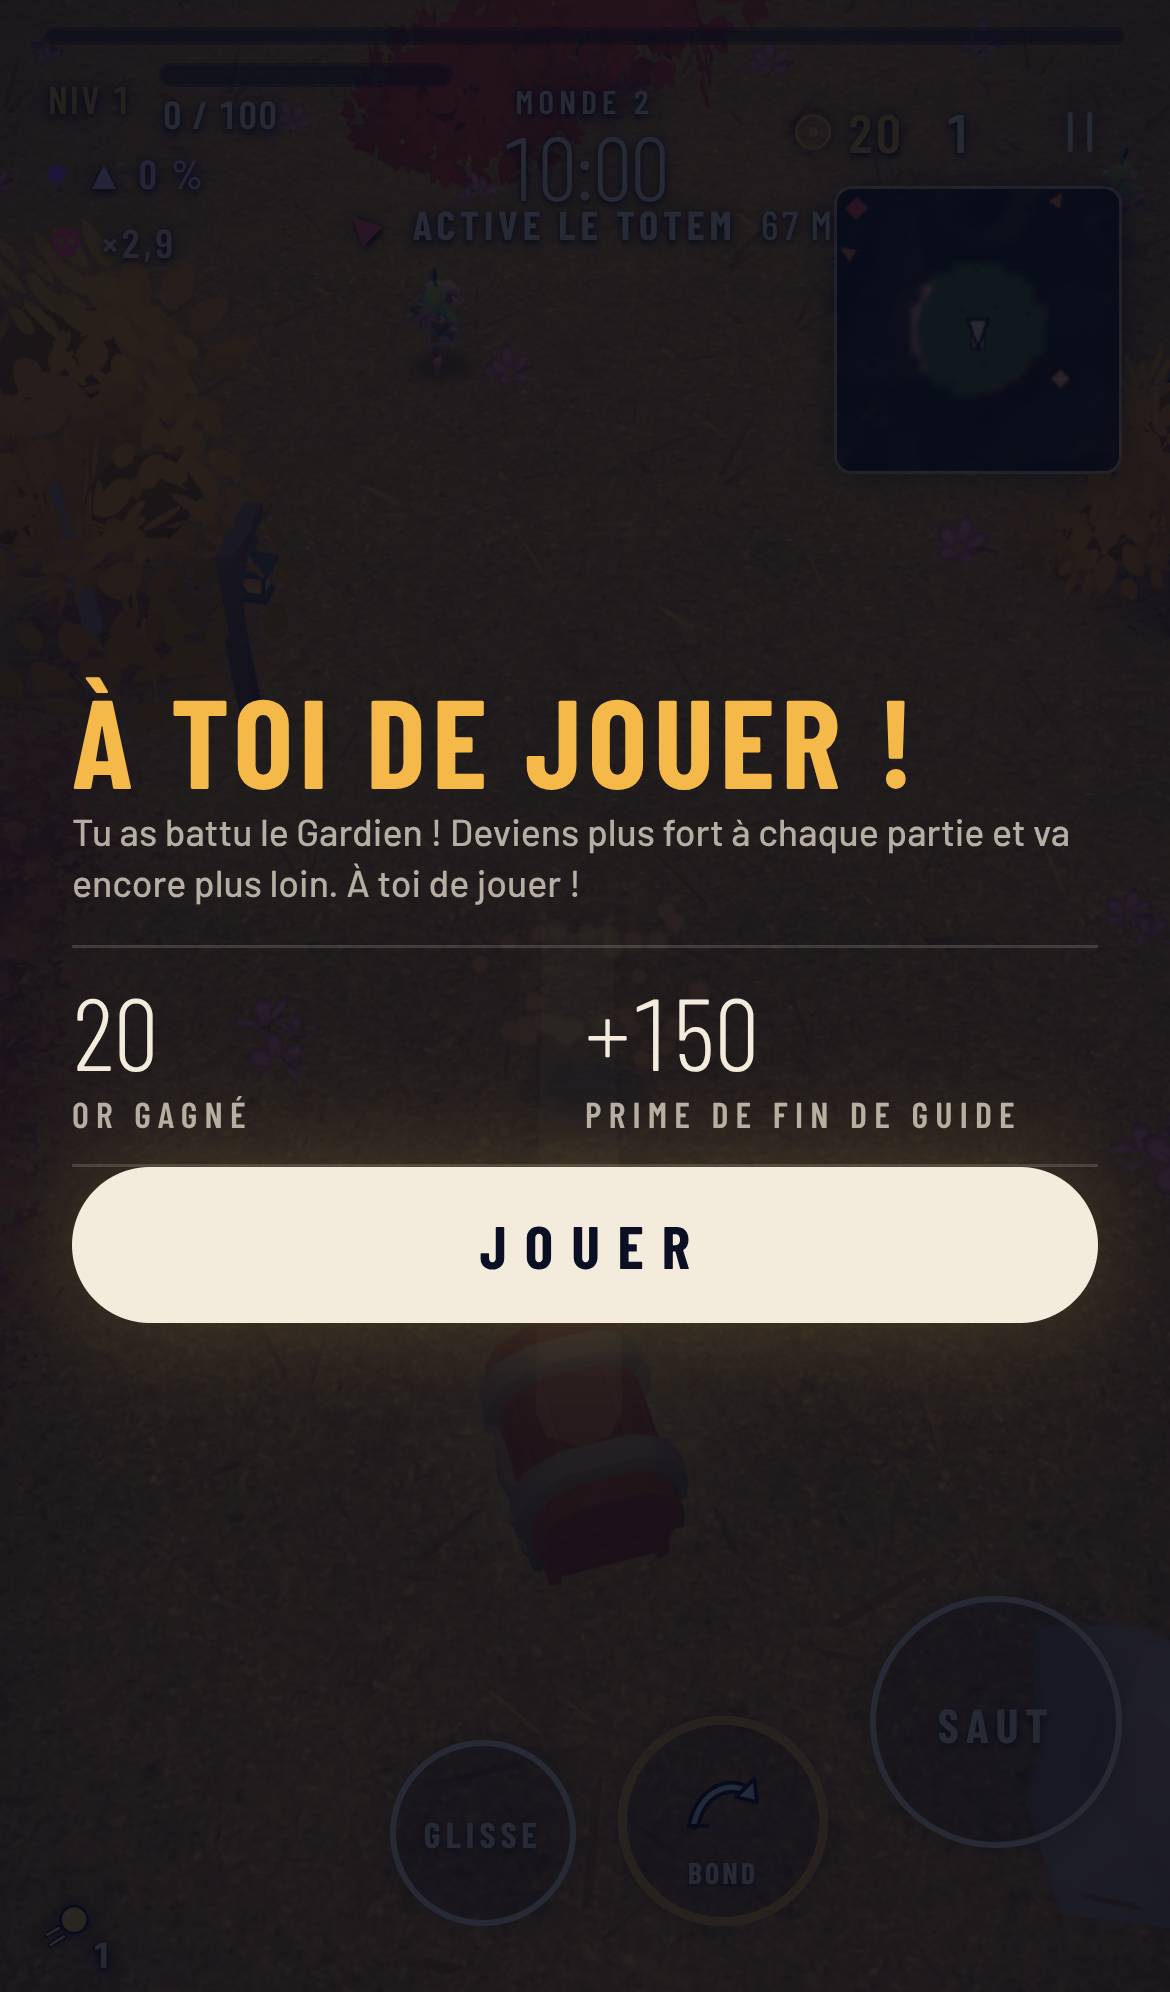 NIV 1
0 / 100
MONDE 2
10:00
20
1
0 %
×2,9
ACTIVE LE TOTEM 67 M
À TOI DE JOUER !
Tu as battu le Gardien ! Deviens plus fort à chaque partie et va
encore plus loin. À toi de jouer !
20
+150
OR GAGNÉ
PRIME DE FIN DE GUIDE
JOUER
SAUT
GLISSE
BOND
1